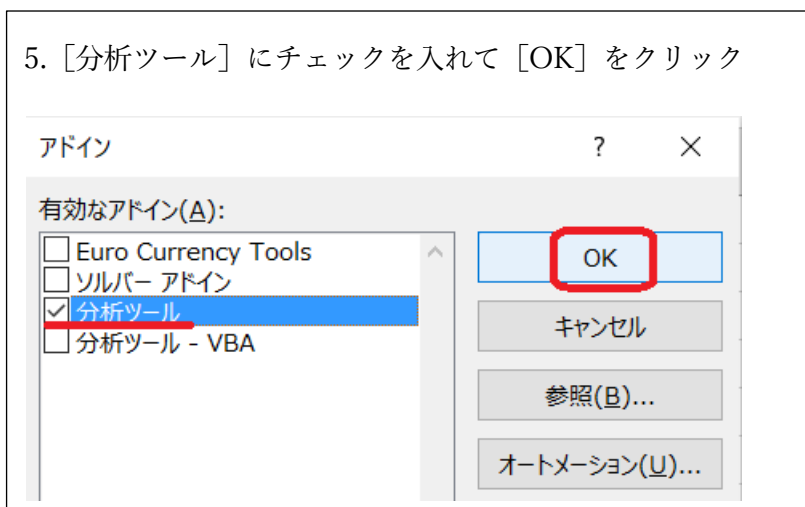 5.［分析ツール］にチェックを入れて［OK］をクリック
アドイン ? ×
有効なアドイン(A):
Euro Currency Tools
ソルバー アドイン
分析ツール
分析ツール - VBA
OK
キャンセル
参照(B)...
オートメーション(U)...